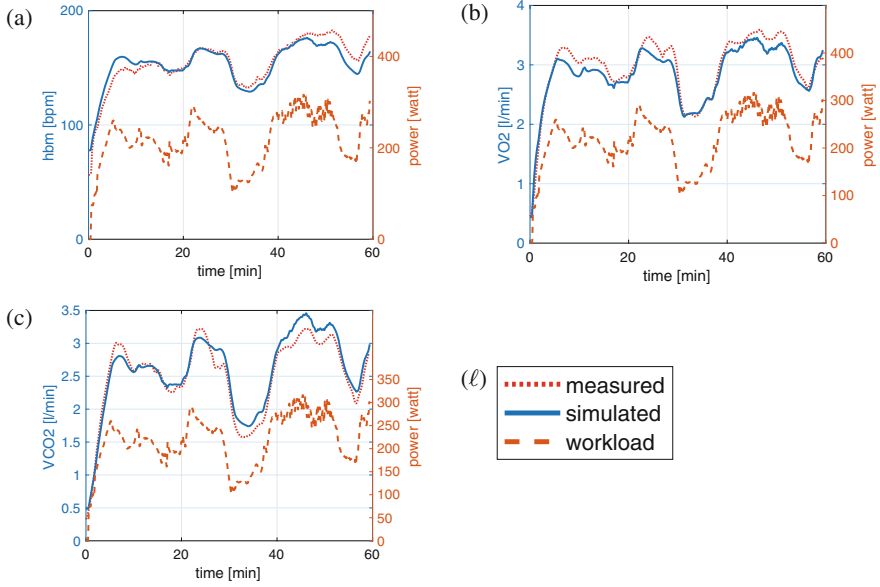 (a)
200
100
0
hbm [bpm]
400
200
0
power [watt]
0
20
40
60
time [min]
(b)
4
3
2
1
0
VO2 [l/min]
400
300
200
100
0
power [watt]
0
20
40
60
time [min]
(c)
3.5
3
2.5
2
1.5
1
0.5
0
VCO2 [l/min]
350
300
250
200
150
100
50
0
power [watt]
0
20
40
60
time [min]
(ℓ)
measured
simulated
workload